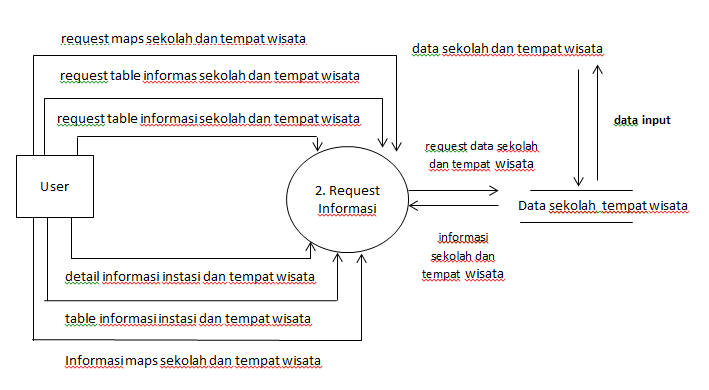 request maps sekolah dan tempat wisata
data sekolah dan tempat wisata
request table informas sekolah dan tempat wisata
request table informasi sekolah dan tempat wisata
data input
request data sekolah
dan tempat wisata
User
2. Request
Informasi
Data sekolah tempat wisata
informasi
sekolah dan
tempat wisata
detail informasi instasi dan tempat wisata
table informasi instasi dan tempat wisata
Informasi maps sekolah dan tempat wisata